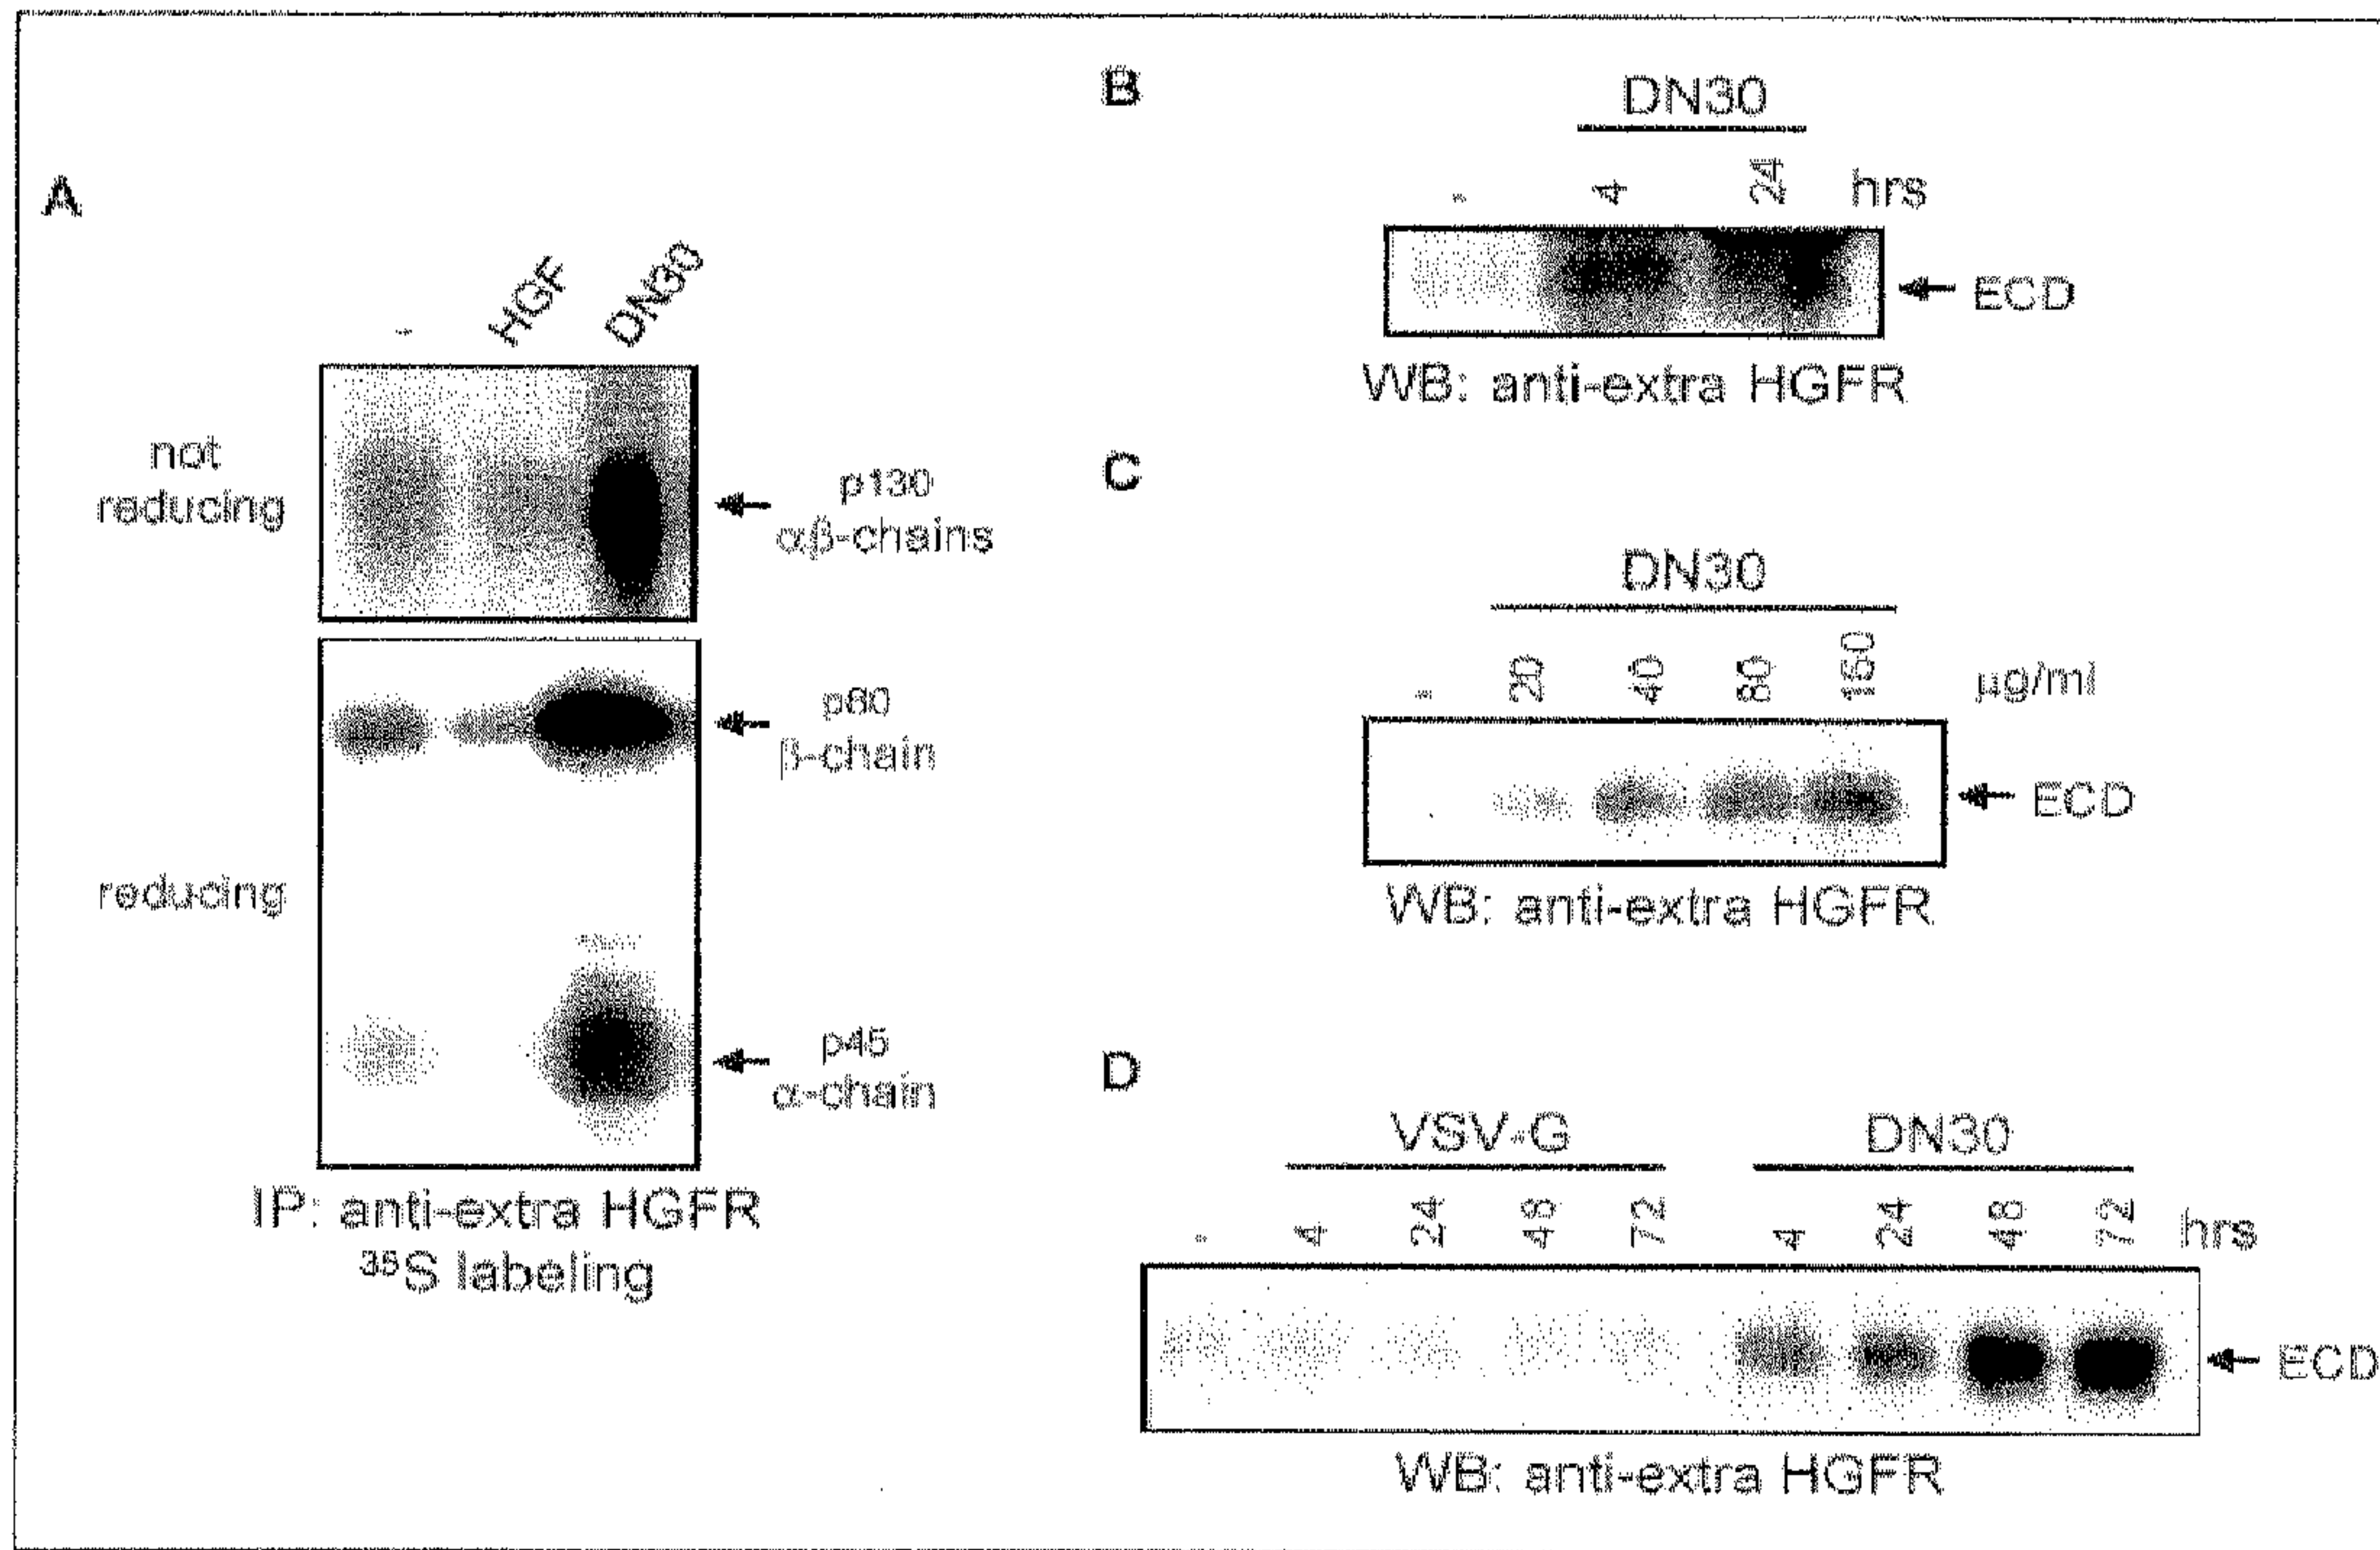 A
- HGF DN30
not
reducing
p130
αβ-chains
p80
β-chain
reducing
p45
α-chain
IP: anti-extra HGFR
³⁵S labeling
B
DN30
- 4 24 hrs
ECD
WB: anti-extra HGFR
C
DN30
- 20 40 80 160 µg/ml
ECD
WB: anti-extra HGFR
D
VSV-G DN30
- 4 24 48 72 4 24 48 72 hrs
ECD
WB: anti-extra HGFR